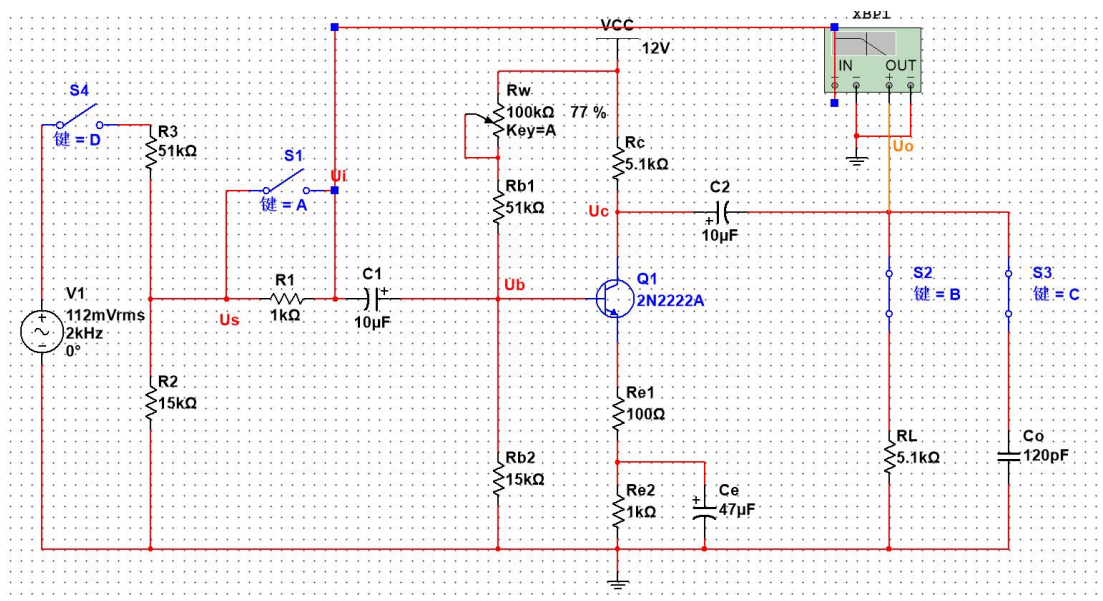 VCC
12V
XBP1
IN OUT
+ − + −
Uo
S4
键 = D
R3
51kΩ
S1
键 = A
Ui
Rw
100kΩ 77 %
Key=A
Rc
5.1kΩ
Rb1
51kΩ
Uc
C2
+
10µF
V1
112mVrms
2kHz
0°
+
−
Us
R1
1kΩ
C1
+
10µF
Ub
Q1
2N2222A
S2
键 = B
S3
键 = C
R2
15kΩ
Re1
100Ω
RL
5.1kΩ
Co
120pF
Rb2
15kΩ
Re2
1kΩ
Ce
+
47µF